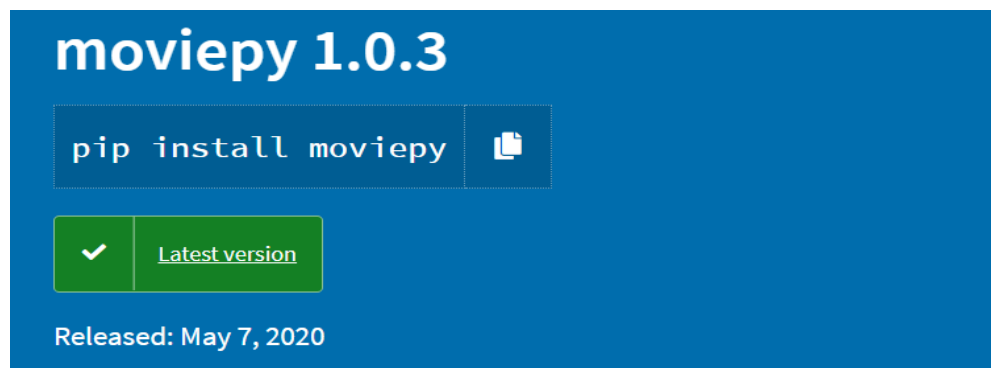 moviepy 1.0.3
pip install moviepy
Latest version
Released: May 7, 2020